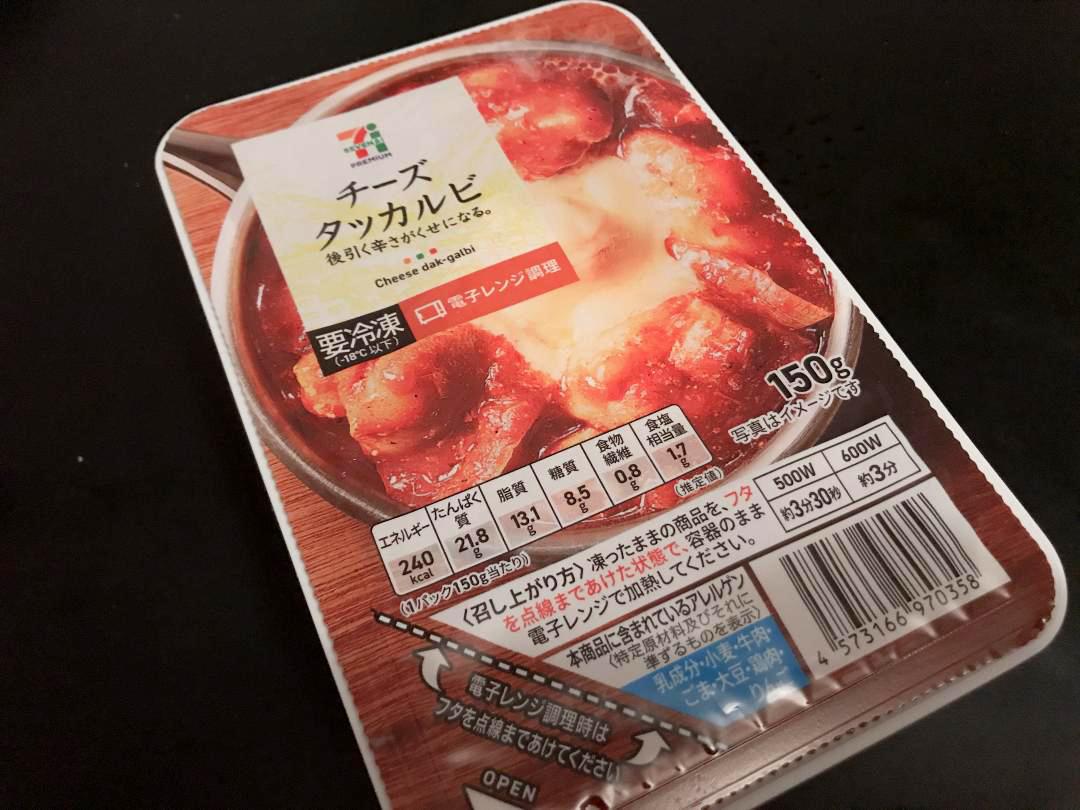 7i
SEVEN&i
PREMIUM
チーズ
タッカルビ
後引く辛さがくせになる。
Cheese dak-galbi
要冷凍
(-18℃以下)
電子レンジ調理
150g
写真はイメージです
エネルギー 240kcal
たんぱく質 21.8g
脂質 13.1g
糖質 8.5g
食物繊維 0.8g
食塩相当量 1.7g
(1パック150g当たり)
(推定値)
500W 600W
約3分30秒 約3分
〈召し上がり方〉凍ったままの商品を、フタ
を点線まであけた状態で、容器のまま
電子レンジで加熱してください。
本商品に含まれているアレルゲン
(特定原材料及びそれに
準ずるものを表示)
乳成分・小麦・牛肉・
ごま・大豆・鶏肉・
りんご
4 573166 970358
電子レンジ調理時は
フタを点線まであけてください
OPEN